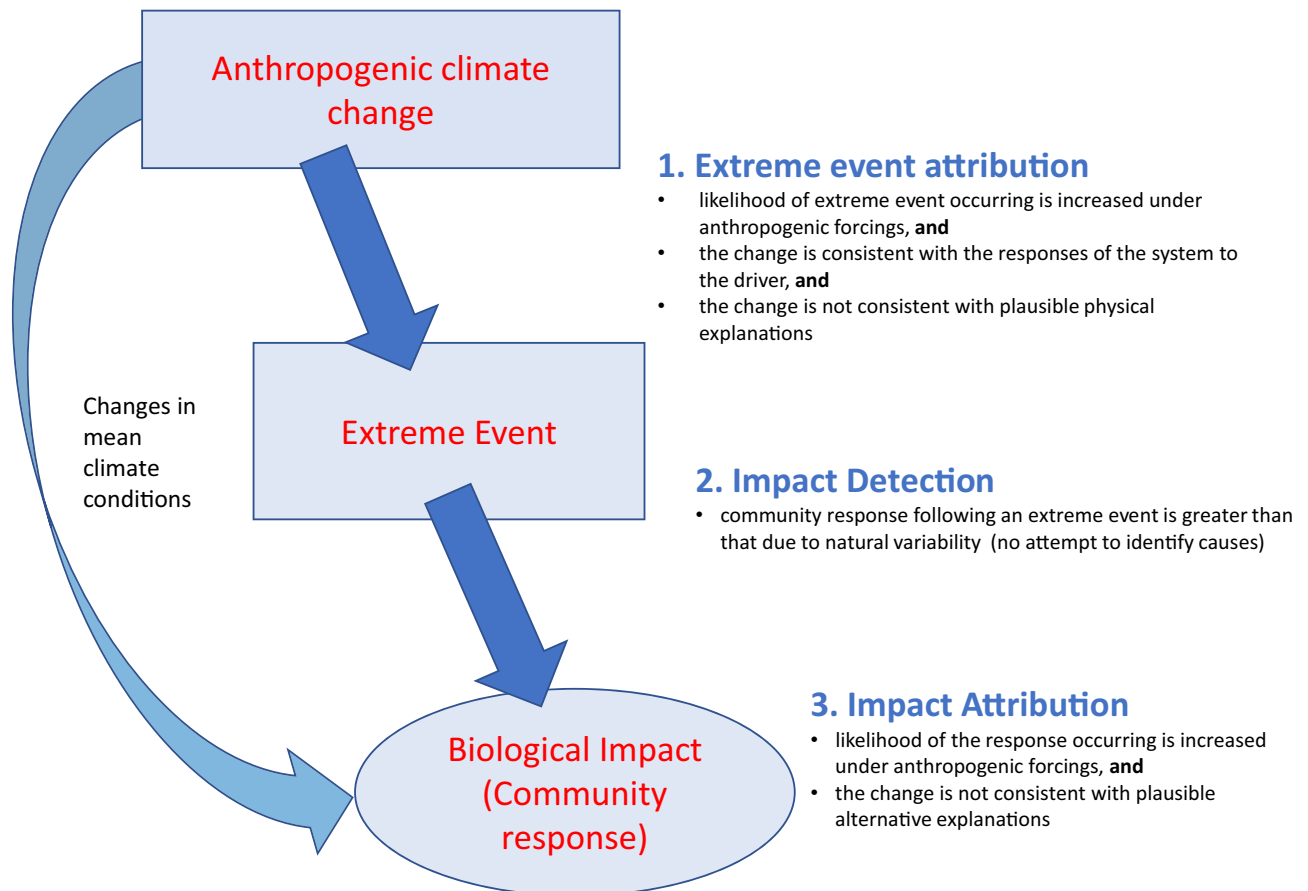 Anthropogenic climate
change
1. Extreme event attribution
• likelihood of extreme event occurring is increased under
anthropogenic forcings, and
• the change is consistent with the responses of the system to
the driver, and
• the change is not consistent with plausible physical
explanations
Changes in
mean
climate
conditions
Extreme Event
2. Impact Detection
• community response following an extreme event is greater than
that due to natural variability (no attempt to identify causes)
Biological Impact
(Community
response)
3. Impact Attribution
• likelihood of the response occurring is increased
under anthropogenic forcings, and
• the change is not consistent with plausible
alternative explanations